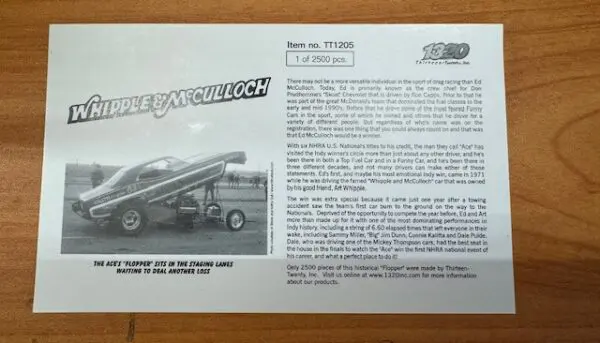 Item no. TT1205
1 of 2500 pcs.
1320
Thirteen-Twenty, Inc.
WHIPPLE & McCULLOCH
There may not be a more versatile individual in the sport of drag racing than Ed
McCulloch. Today, Ed is primarily known as the crew chief for Don
Prudhomme's "Skoal" Chevrolet that is driven by Ron Capps. Prior to that he
was part of the great McDonald's team that dominated the fuel classes in the early
and mid 1990's. Before that he drove some of the most feared Funny
Cars in the sport, some of which he owned and others that he drove for a
variety of different people. But regardless of who's name was on the
registration, there was one thing that you could always count on and that was
that Ed McCulloch would be a winner.
With six NHRA U.S. Nationals titles to his credit, the man they call "Ace" has
visited the Indy winner's circle more than just about any other driver, and he's
been there in both a Top Fuel Car and in a Funny Car, and he's been there in
three different decades, and not many drivers can make either of those
statements. Ed's first, and maybe his most emotional Indy win, came in 1971
while he was driving the famed "Whipple and McCulloch" car that was owned
by his good friend, Art Whipple.
The win was extra special because it came just one year after a towing
accident saw the team's first car burn to the ground on the way to the
Nationals. Deprived of the opportunity to compete the year before, Ed and Art
more than made up for it with one of the most dominating performances in
Indy history, including a string of 6.60 elapsed times that left everyone in their
wake, including Sammy Miller, "Big" Jim Dunn, Connie Kalitta and Dale Pulde.
Dale, who was driving one of the Mickey Thompson cars, had the best seat in
the house in the finals to watch the "Ace" win the first NHRA national event of
his career, and what a perfect place to do it!
Only 2500 pieces of this historical "Flopper" were made by Thirteen-
Twenty, Inc. Visit us online at www.1320inc.com for more information
about our products.
THE ACE'S "FLOPPER" SITS IN THE STAGING LANES
WAITING TO DEAL ANOTHER LOSS